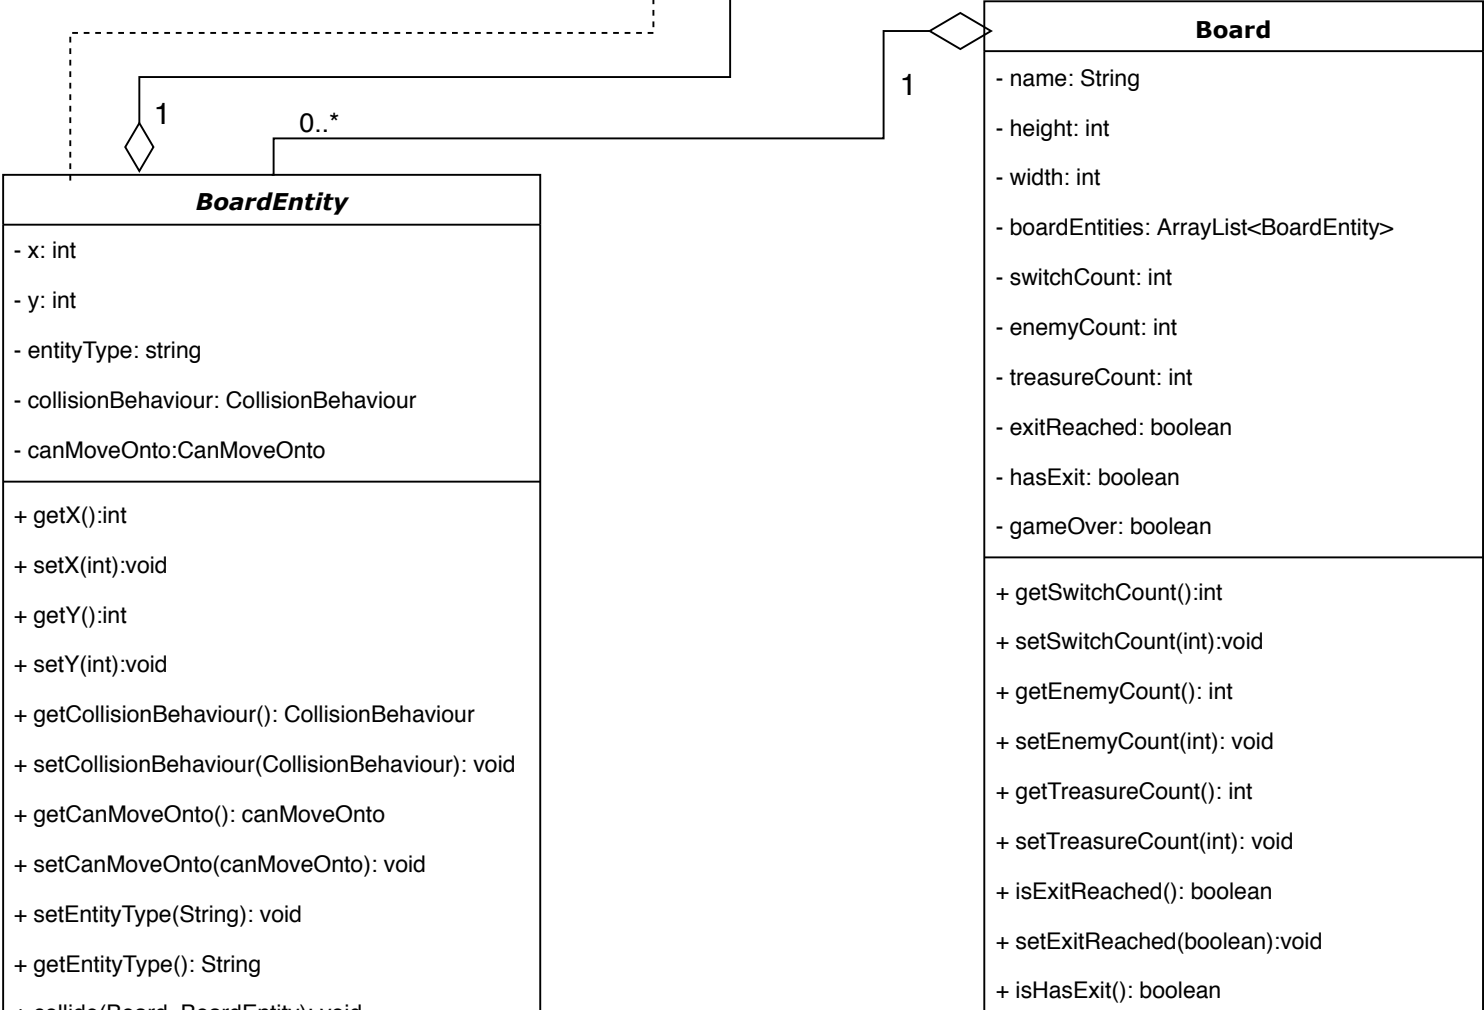 1
0..*
1
BoardEntity
- x: int
- y: int
- entityType: string
- collisionBehaviour: CollisionBehaviour
- canMoveOnto:CanMoveOnto
+ getX():int
+ setX(int):void
+ getY():int
+ setY(int):void
+ getCollisionBehaviour(): CollisionBehaviour
+ setCollisionBehaviour(CollisionBehaviour): void
+ getCanMoveOnto(): canMoveOnto
+ setCanMoveOnto(canMoveOnto): void
+ setEntityType(String): void
+ getEntityType(): String
+ collide(Board, BoardEntity): void
Board
- name: String
- height: int
- width: int
- boardEntities: ArrayList<BoardEntity>
- switchCount: int
- enemyCount: int
- treasureCount: int
- exitReached: boolean
- hasExit: boolean
- gameOver: boolean
+ getSwitchCount():int
+ setSwitchCount(int):void
+ getEnemyCount(): int
+ setEnemyCount(int): void
+ getTreasureCount(): int
+ setTreasureCount(int): void
+ isExitReached(): boolean
+ setExitReached(boolean):void
+ isHasExit(): boolean